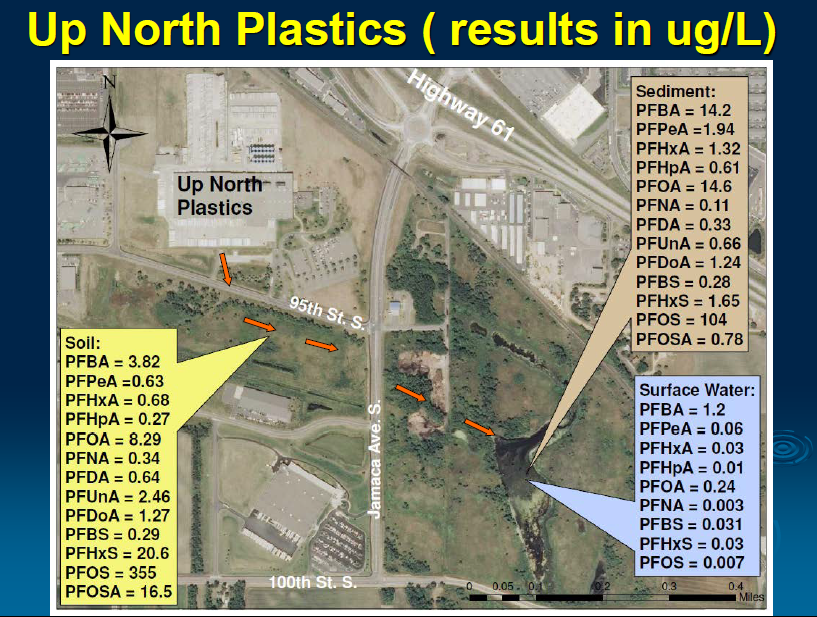 Up North Plastics ( results in ug/L)
N
Highway 61
Up North
Plastics
95th St. S.
Jamaca Ave. S.
100th St. S.
Sediment:
PFBA = 14.2
PFPeA =1.94
PFHxA = 1.32
PFHpA = 0.61
PFOA = 14.6
PFNA = 0.11
PFDA = 0.33
PFUnA = 0.66
PFDoA = 1.24
PFBS = 0.28
PFHxS = 1.65
PFOS = 104
PFOSA = 0.78
Soil:
PFBA = 3.82
PFPeA =0.63
PFHxA = 0.68
PFHpA = 0.27
PFOA = 8.29
PFNA = 0.34
PFDA = 0.64
PFUnA = 2.46
PFDoA = 1.27
PFBS = 0.29
PFHxS = 20.6
PFOS = 355
PFOSA = 16.5
Surface Water:
PFBA = 1.2
PFPeA = 0.06
PFHxA = 0.03
PFHpA = 0.01
PFOA = 0.24
PFNA = 0.003
PFBS = 0.031
PFHxS = 0.03
PFOS = 0.007
0 0.05 0.1 0.2 0.3 0.4
Miles